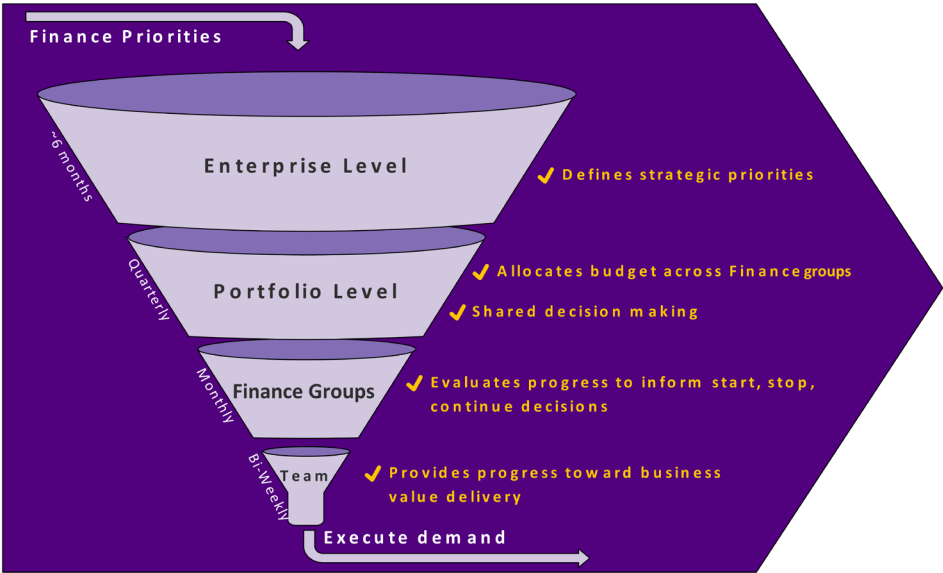 Finance Priorities
~6 months
Enterprise Level
Defines strategic priorities
Quarterly
Portfolio Level
Allocates budget across Finance groups
Shared decision making
Monthly
Finance Groups
Evaluates progress to inform start, stop,
continue decisions
Bi-Weekly
Team
Provides progress toward business
value delivery
Execute demand